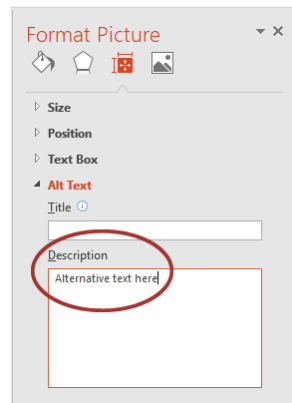 Format Picture
Size
Position
Text Box
Alt Text
Title
Description
Alternative text here